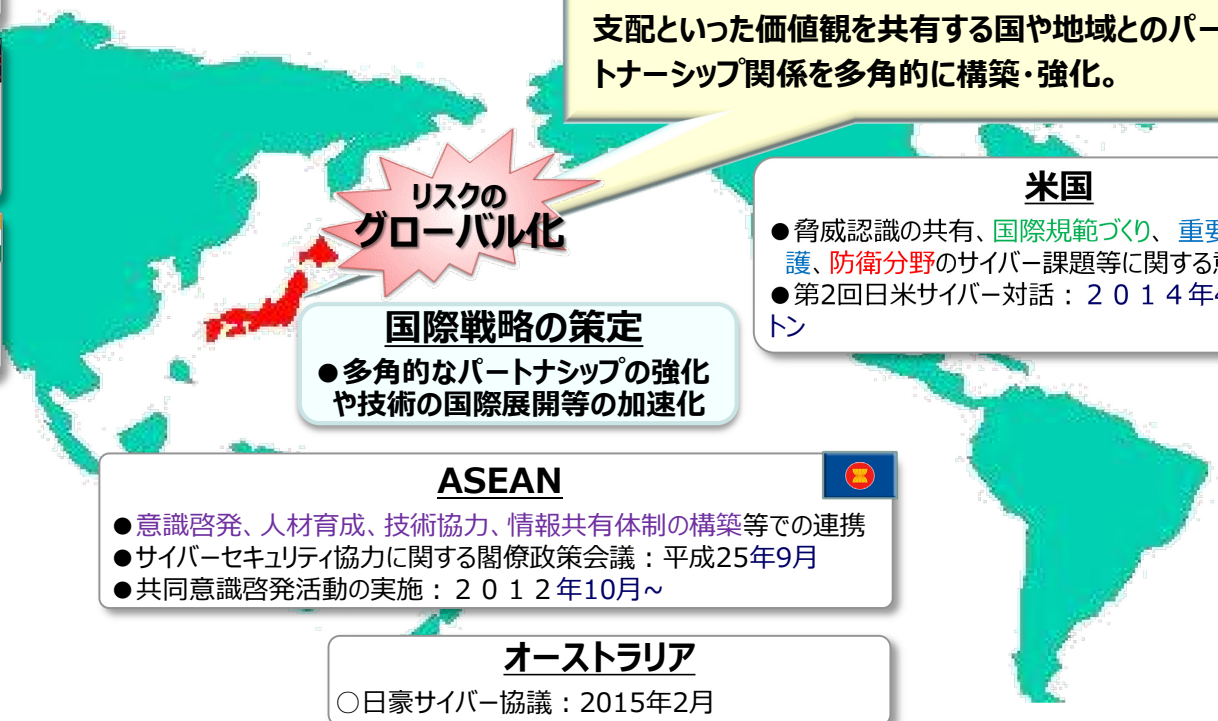 支配といった価値観を共有する国や地域とのパー
トナーシップ関係を多角的に構築・強化。
リスクの
グローバル化
米国
●脅威認識の共有、国際規範づくり、重要
護、防衛分野のサイバー課題等に関する意
●第2回日米サイバー対話：２０１４年4
トン
国際戦略の策定
●多角的なパートナシップの強化
や技術の国際展開等の加速化
ASEAN
●意識啓発、人材育成、技術協力、情報共有体制の構築等での連携
●サイバーセキュリティ協力に関する閣僚政策会議：平成25年9月
●共同意識啓発活動の実施：２０１２年10月~
オーストラリア
○日豪サイバー協議：2015年2月